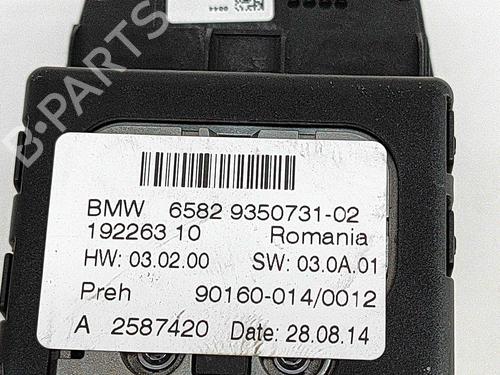 B-PARTS
BMW 6582 9350731-02
192263 10 Romania
HW: 03.02.00 SW: 03.0A.01
Preh 90160-014/0012
A 2587420 Date: 28.08.14